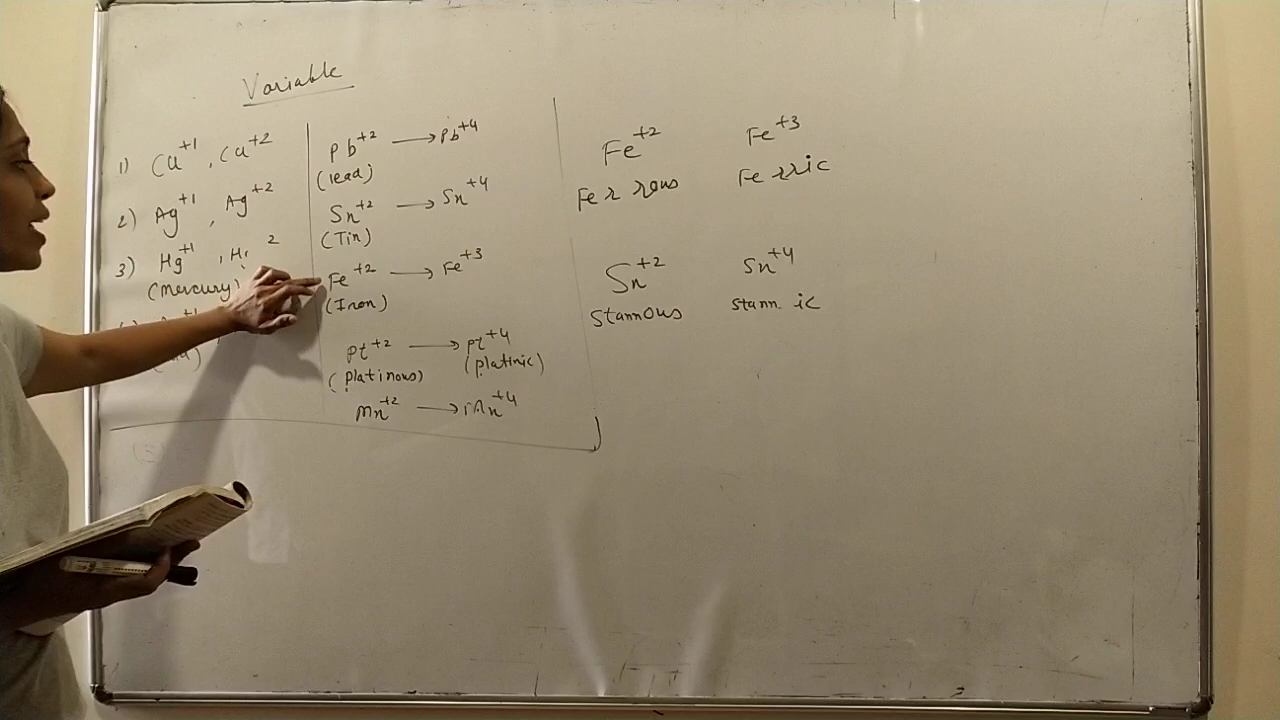 Variable
1) Cu+1 , Cu+2
2) Ag+1 , Ag+2
3) Hg+1 , H 2
(Mercury)
Pb+2 → Pb+4
(lead)
Sn+2 → Sn+4
(Tin)
Fe+2 → Fe+3
(Iron)
Pt+2 → Pt+4
(platinous) (platinic)
Mn+2 → Mn+4
Fe+2 Fe+3
Ferrous Ferric
Sn+2 Sn+4
Stannous Stannic